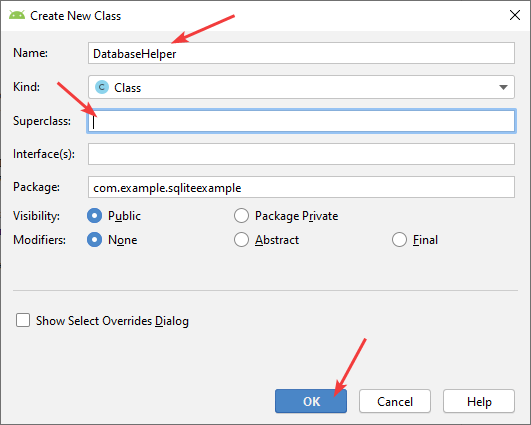 Create New Class
Name: DatabaseHelper
Kind: C Class
Superclass:
Interface(s):
Package: com.example.sqliteexample
Visibility: Public Package Private
Modifiers: None Abstract Final
Show Select Overrides Dialog
OK Cancel Help